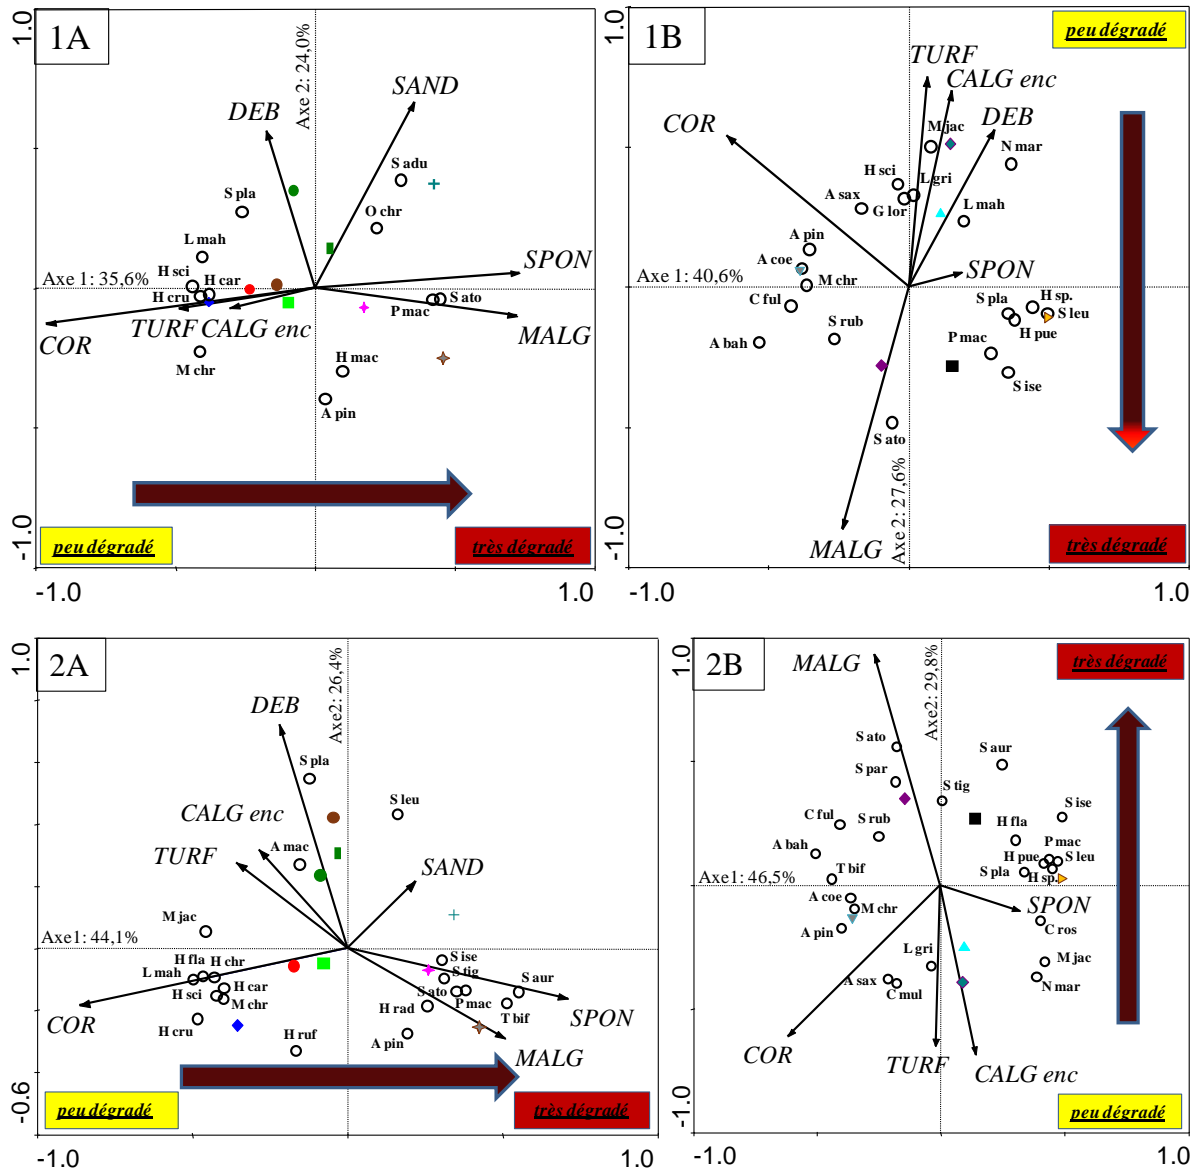 1.0
1A
Axe 2: 24,0%
SAND
DEB
S adu
S pla
O chr
L mah
SPON
Axe 1: 35,6%
H sci
H car
H cru
S ato
P mac
TURF
CALG enc
MALG
COR
M chr
H mac
A pin
peu dégradé
très dégradé
-1.0
-1.0
1.0
1.0
1B
peu dégradé
TURF
CALG enc
COR
DEB
M jac
N mar
H sci
L gri
A sax
G lor
L mah
A pin
A coe
SPON
Axe 1: 40,6%
M chr
C ful
S pla
H sp.
S leu
H pue
S rub
A bah
P mac
S ise
S ato
Axe 2: 27,6%
MALG
très dégradé
-1.0
-1.0
1.0
1.0
2A
Axe2: 26,4%
DEB
S pla
S leu
CALG enc
A mac
TURF
SAND
M jac
Axe1: 44,1%
H fla
H chr
S ise
L mah
H car
S tig
S aur
H sci
M chr
S ato
P mac
COR
H cru
H rad
T bif
SPON
H ruf
A pin
MALG
peu dégradé
très dégradé
-0.6
-1.0
1.0
1.0
2B
MALG
Axe2: 29,8%
très dégradé
S ato
S aur
S par
S tig
C ful
S rub
S ise
H fla
A bah
P mac
H pue
S leu
T bif
S pla
H sp.
Axe1: 46,5%
A coe
M chr
SPON
A pin
C ros
L gri
M jac
A sax
C mul
N mar
COR
TURF
CALG enc
peu dégradé
-1.0
-1.0
1.0